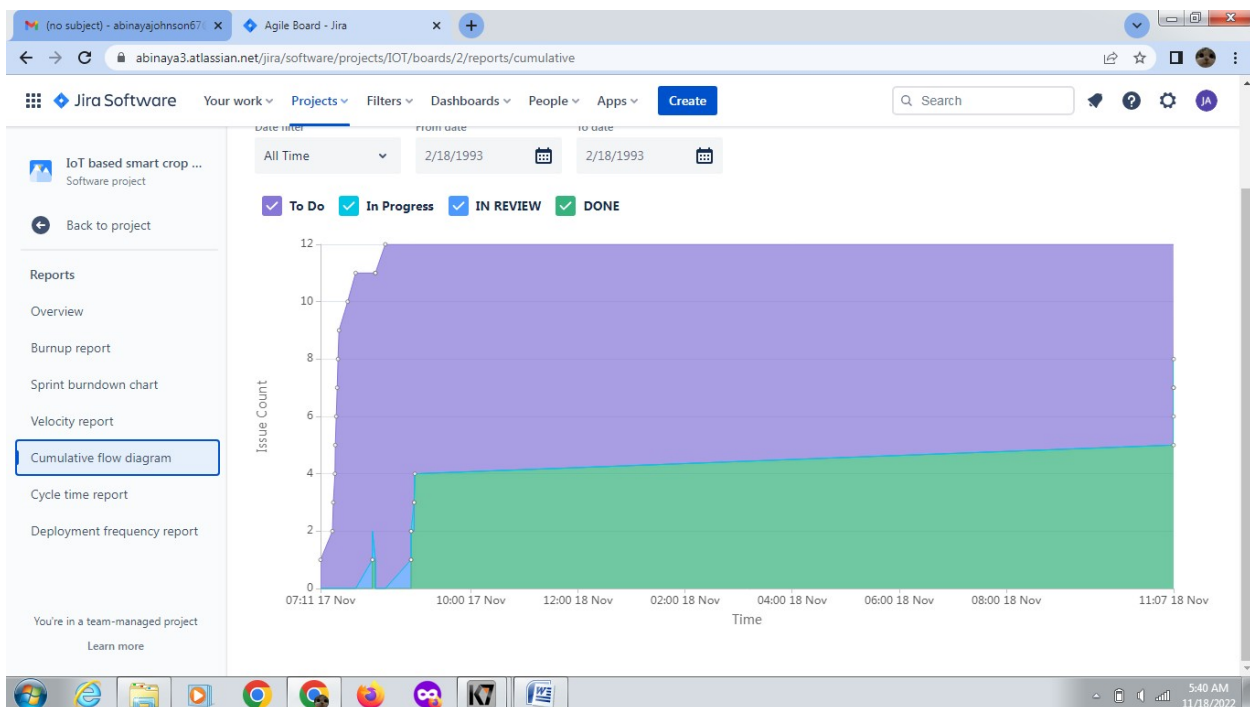 (no subject) - abinayajohnson67
Agile Board - Jira
abinaya3.atlassian.net/jira/software/projects/IOT/boards/2/reports/cumulative
Jira Software Your work Projects Filters Dashboards People Apps Create Search JA
Date filter From date To date
IoT based smart crop ...
Software project
All Time 2/18/1993 2/18/1993
Back to project
To Do In Progress IN REVIEW DONE
Reports
Overview
Burnup report
Sprint burndown chart
Velocity report
Cumulative flow diagram
Cycle time report
Deployment frequency report
You're in a team-managed project
Learn more
Issue Count
12
10
8
6
4
2
0
07:11 17 Nov 10:00 17 Nov 12:00 18 Nov 02:00 18 Nov 04:00 18 Nov 06:00 18 Nov 08:00 18 Nov 11:07 18 Nov
Time
K7
W
5:40 AM
11/18/2022